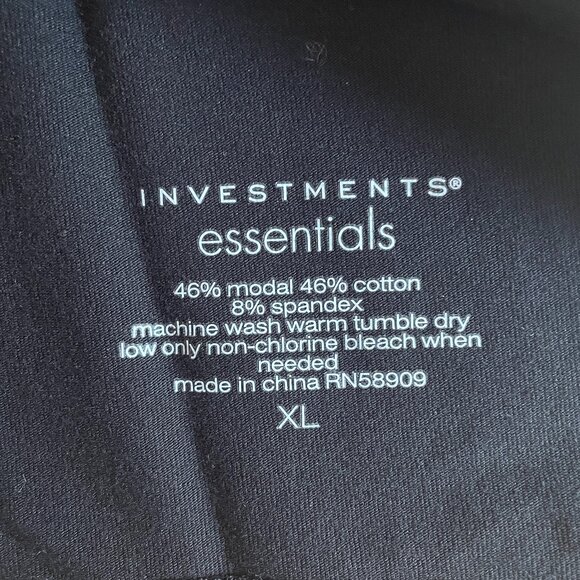 INVESTMENTS®
essentials
46% modal 46% cotton
8% spandex
machine wash warm tumble dry
low only non-chlorine bleach when
needed
made in china RN58909
XL